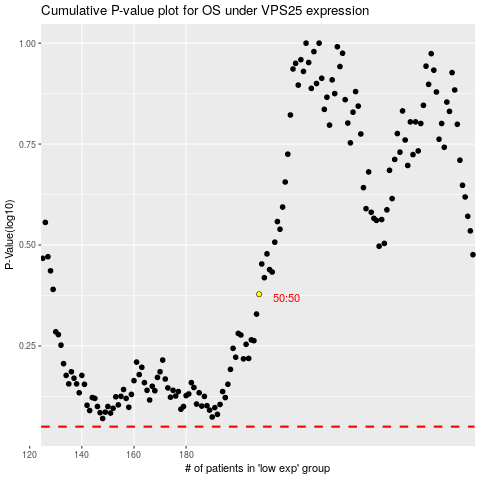 Cumulative P-value plot for OS under VPS25 expression
1.00
0.75
0.50
0.25
P-Value(log10)
50:50
120 140 160 180
# of patients in 'low exp' group